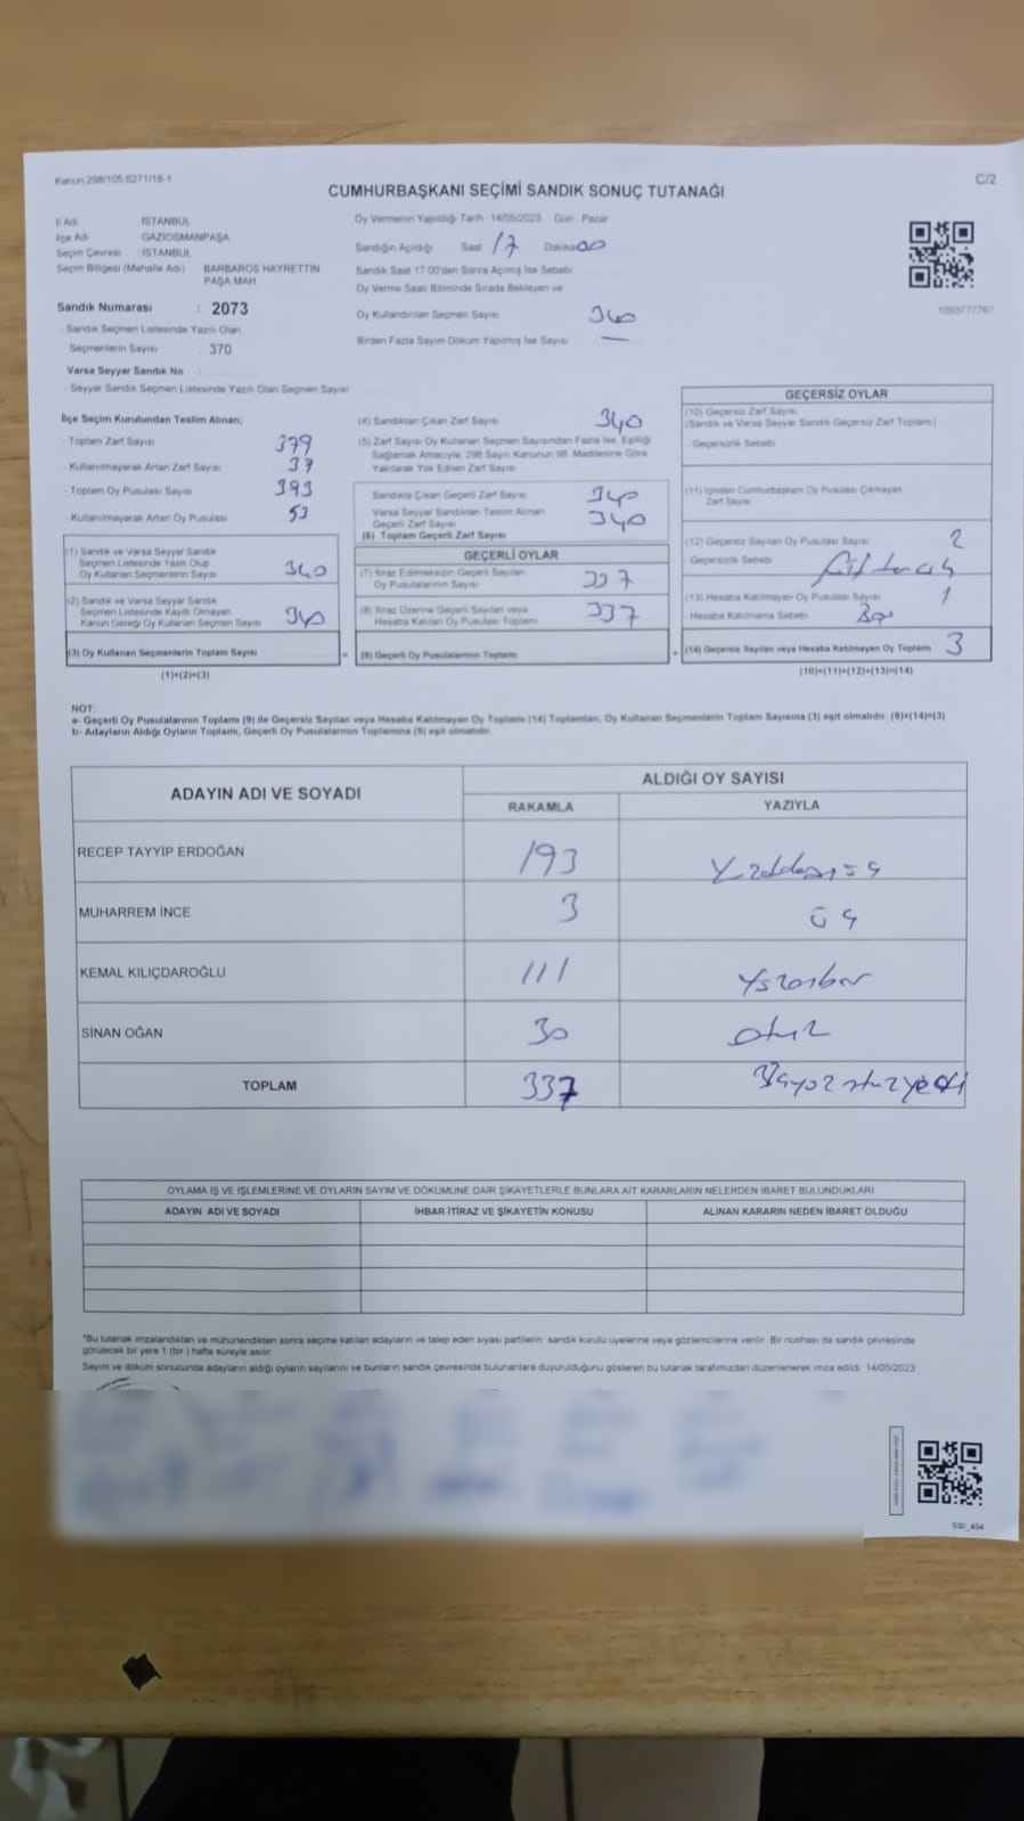 Kanun:298/105 6271/18-1
C/2
CUMHURBAŞKANI SEÇİMİ SANDIK SONUÇ TUTANAĞI
İl Adı İSTANBUL
İlçe Adı GAZİOSMANPAŞA
Seçim Çevresi İSTANBUL
Seçim Bölgesi (Mahalle Adı) BARBAROS HAYRETTİN PAŞA MAH
Sandık Numarası : 2073
Sandık Seçmen Listesinde Yazılı Olan
Seçmenlerin Sayısı 370
Varsa Seyyar Sandık No
Seyyar Sandık Seçmen Listesinde Yazılı Olan Seçmen Sayısı
Oy Vermenin Yapıldığı Tarih 14/05/2023 Gün Pazar
Sandığın Açıldığı Saat 17 Dakika 00
Sandık Saat 17:00'den Sonra Açılmış İse Sebebi
Oy Verme Saati Bitiminde Sırada Bekleyen ve
Oy Kullandırılan Seçmen Sayısı 340
Birden Fazla Sayım Döküm Yapılmış İse Sayısı —
İlçe Seçim Kurulundan Teslim Alınan;
Toplam Zarf Sayısı 379
Kullanılmayarak Artan Zarf Sayısı 37
Toplam Oy Pusulası Sayısı 393
Kullanılmayarak Artan Oy Pusulası 53
(1) Sandık ve Varsa Seyyar Sandık
Seçmen Listesinde Yazılı Olup
Oy Kullanan Seçmenlerin Sayısı 340
(2) Sandık ve Varsa Seyyar Sandık
Seçmen Listesinde Kayıtlı Olmayan
Kanun Gereği Oy Kullanan Seçmen Sayısı 340
(3) Oy Kullanan Seçmenlerin Toplam Sayısı
(1)+(2)=(3)
(4) Sandıktan Çıkan Zarf Sayısı 340
(5) Zarf Sayısı Oy Kullanan Seçmen Sayısından Fazla İse, Eşitliği
Sağlamak Amacıyla, 298 Sayılı Kanunun 98. Maddesine Göre
Yakılarak Yok Edilen Zarf Sayısı
Sandıkta Çıkan Geçerli Zarf Sayısı 340
Varsa Seyyar Sandıktan Teslim Alınan
Geçerli Zarf Sayısı 340
(6) Toplam Geçerli Zarf Sayısı
GEÇERLİ OYLAR
(7) İtiraz Edilmeksizin Geçerli Sayılan
Oy Pusulalarının Sayısı 337
(8) İtiraz Üzerine Geçerli Sayılan veya
Hesaba Katılan Oy Pusulası Toplamı 337
(9) Geçerli Oy Pusulalarının Toplamı
GEÇERSİZ OYLAR
(10) Geçersiz Zarf Sayısı
(Sandık ve Varsa Seyyar Sandık Geçersiz Zarf Toplamı)
Geçersizlik Sebebi
(11) İçinden Cumhurbaşkanı Oy Pusulası Çıkmayan
Zarf Sayısı
(12) Geçersiz Sayılan Oy Pusulası Sayısı 2
Geçersizlik Sebebi
(13) Hesaba Katılmayan Oy Pusulası Sayısı 1
Hesaba Katılmama Sebebi
(14) Geçersiz Sayılan veya Hesaba Katılmayan Oy Toplamı 3
(10)+(11)+(12)+(13)=(14)
NOT:
a- Geçerli Oy Pusulalarının Toplamı (9) ile Geçersiz Sayılan veya Hesaba Katılmayan Oy Toplamı (14) Toplamları, Oy Kullanan Seçmenlerin Toplam Sayısına (3) eşit olmalıdır. (9)+(14)=(3)
b- Adayların Aldığı Oyların Toplamı, Geçerli Oy Pusulalarının Toplamına (9) eşit olmalıdır.
ADAYIN ADI VE SOYADI
ALDIĞI OY SAYISI
RAKAMLA YAZIYLA
RECEP TAYYİP ERDOĞAN 193
MUHARREM İNCE 3 üç
KEMAL KILIÇDAROĞLU 111 yüzonbir
SİNAN OĞAN 30 otuz
TOPLAM 337 üçyüzotuzyedi
OYLAMA İŞ VE İŞLEMLERİNE VE OYLARIN SAYIM VE DÖKÜMÜNE DAİR ŞİKAYETLERLE BUNLARA AİT KARARLARIN NELERDEN İBARET BULUNDUKLARI
ADAYIN ADI VE SOYADI İHBAR İTİRAZ VE ŞİKAYETİN KONUSU ALINAN KARARIN NEDEN İBARET OLDUĞU
*Bu tutanak imzalandıktan ve mühürlendikten sonra seçime katılan adayların ve talep eden siyasi partilerin sandık kurulu üyelerine veya gözlemcilerine verilir. Bir nüshası da sandık çevresinde
görülecek bir yere 1 (bir) hafta süreyle asılır.
Sayım ve döküm sonucunda adayların aldığı oyların sayılarını ve bunların sandık çevresinde bulunanlara duyurulduğunu gösteren bu tutanak tarafımızdan düzenlenerek imza edildi. 14/05/2023